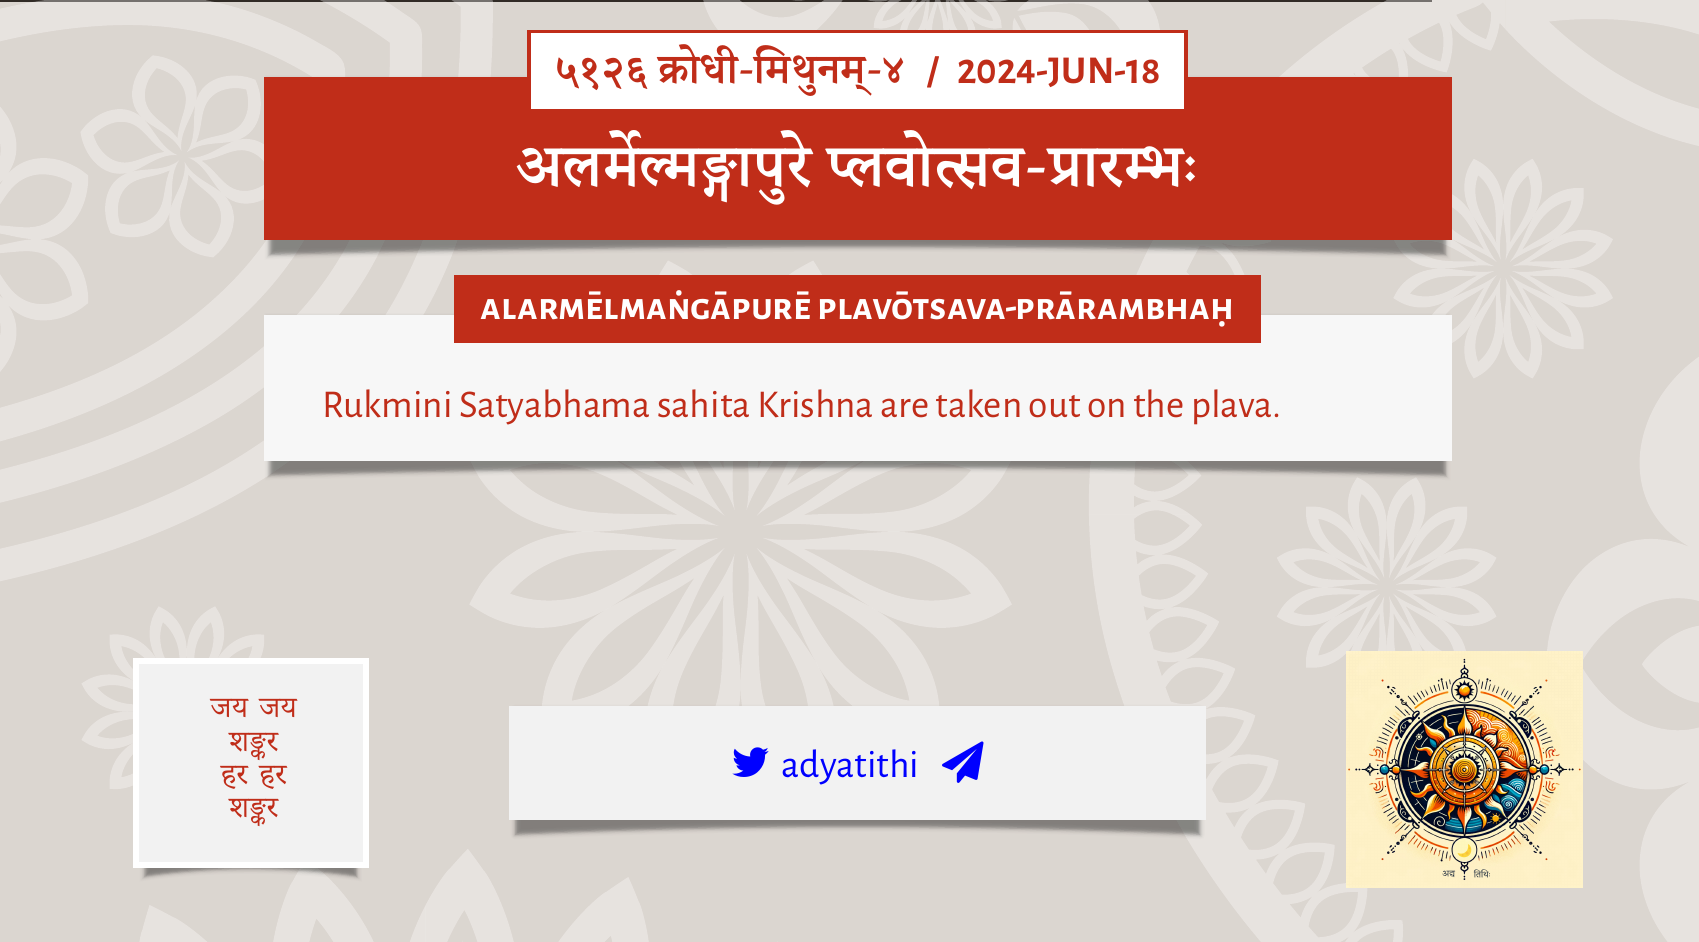 ५१२६ क्रोधी-मिथुनम्-४ / 2024-JUN-18
अलर्मेल्मङ्गापुरे प्लवोत्सव-प्रारम्भः
ALARMĒLMAṄGĀPURĒ PLAVŌTSAVA-PRĀRAMBHAḤ
Rukmini Satyabhama sahita Krishna are taken out on the plava.
जय जय
शङ्कर
हर हर
शङ्कर
adyatithi
अद्य तिथिः